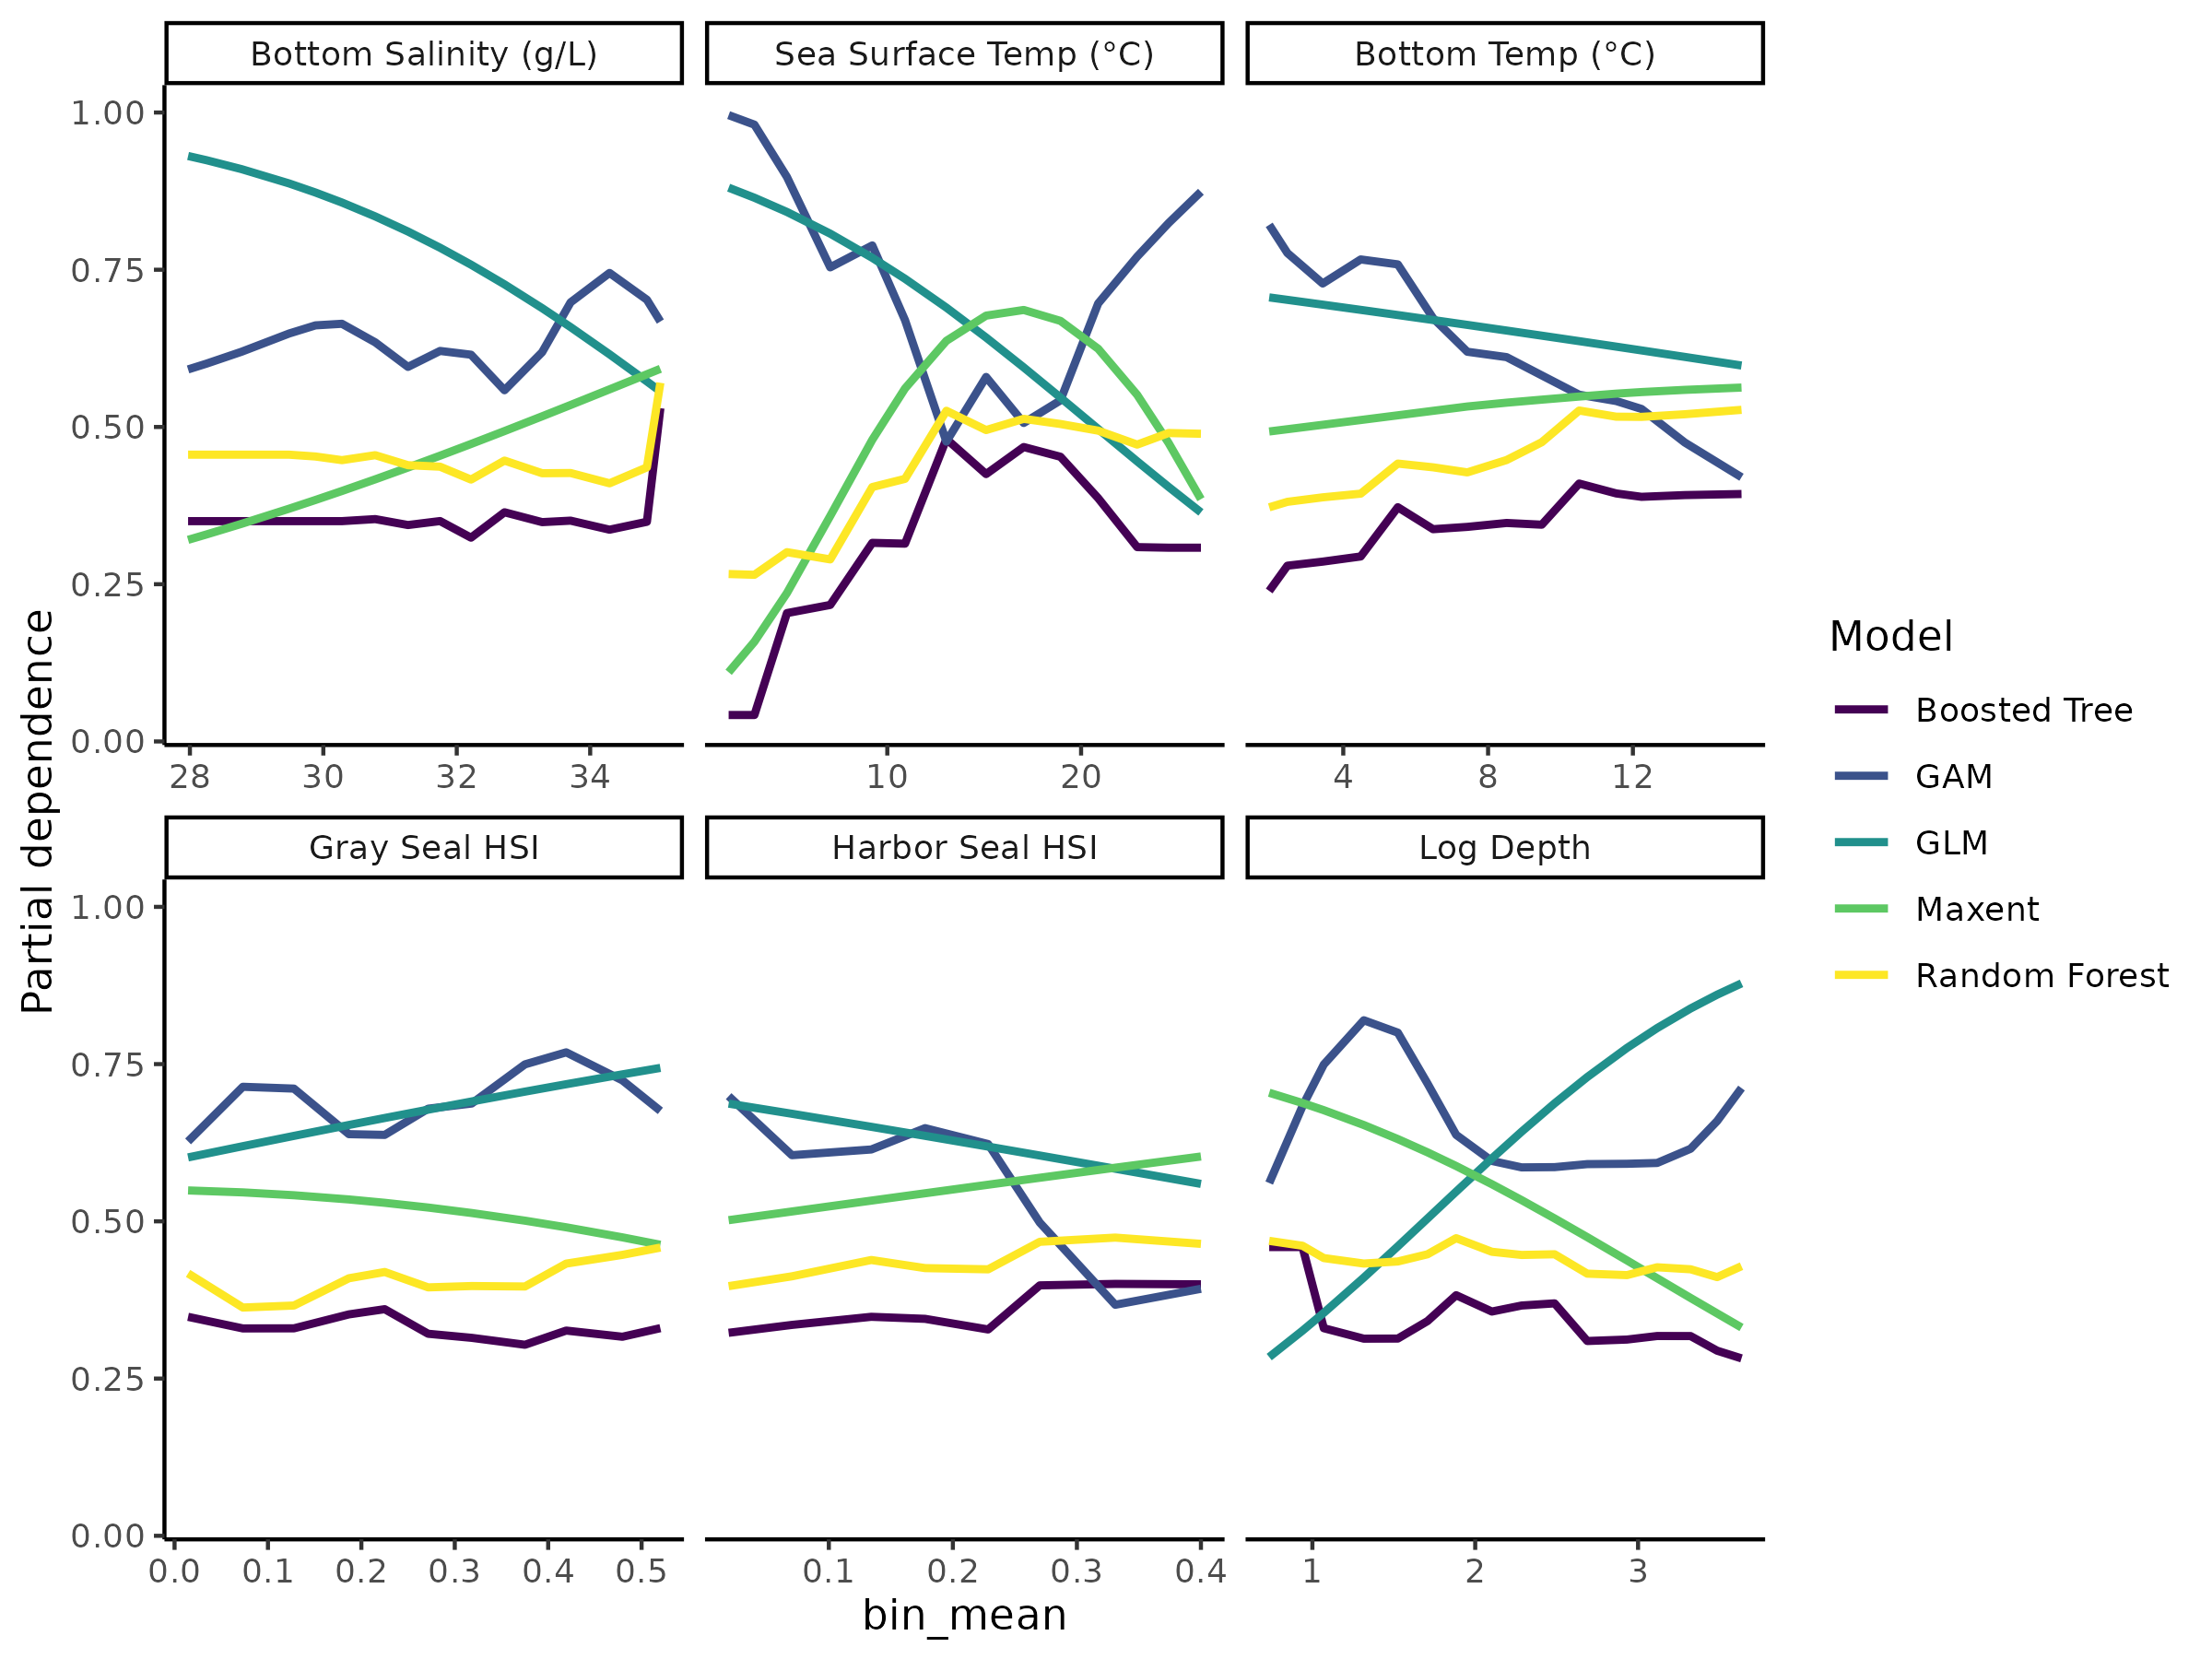 Bottom Salinity (g/L) Sea Surface Temp (°C) Bottom Temp (°C)
1.00
0.75
0.50
0.25
0.00
28 30 32 34 10 20 4 8 12
Gray Seal HSI Harbor Seal HSI Log Depth
1.00
0.75
0.50
0.25
0.00
0.0 0.1 0.2 0.3 0.4 0.5 0.1 0.2 0.3 0.4 1 2 3
bin_mean
Partial dependence
Model
Boosted Tree
GAM
GLM
Maxent
Random Forest